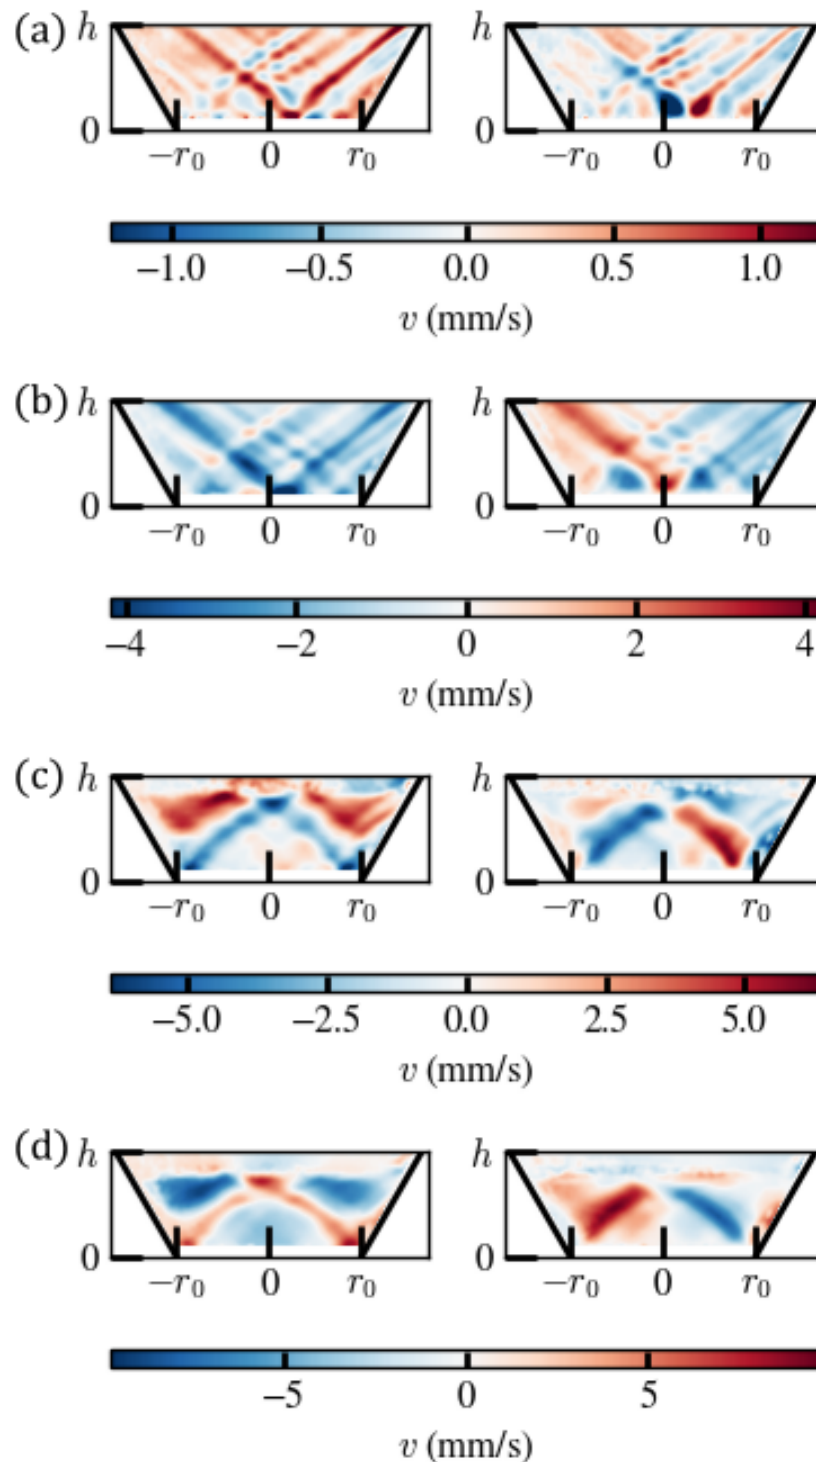 (a) h h
0 0
−r₀ 0 r₀ −r₀ 0 r₀
−1.0 −0.5 0.0 0.5 1.0
v (mm/s)
(b) h h
0 0
−r₀ 0 r₀ −r₀ 0 r₀
−4 −2 0 2 4
v (mm/s)
(c) h h
0 0
−r₀ 0 r₀ −r₀ 0 r₀
−5.0 −2.5 0.0 2.5 5.0
v (mm/s)
(d) h h
0 0
−r₀ 0 r₀ −r₀ 0 r₀
−5 0 5
v (mm/s)